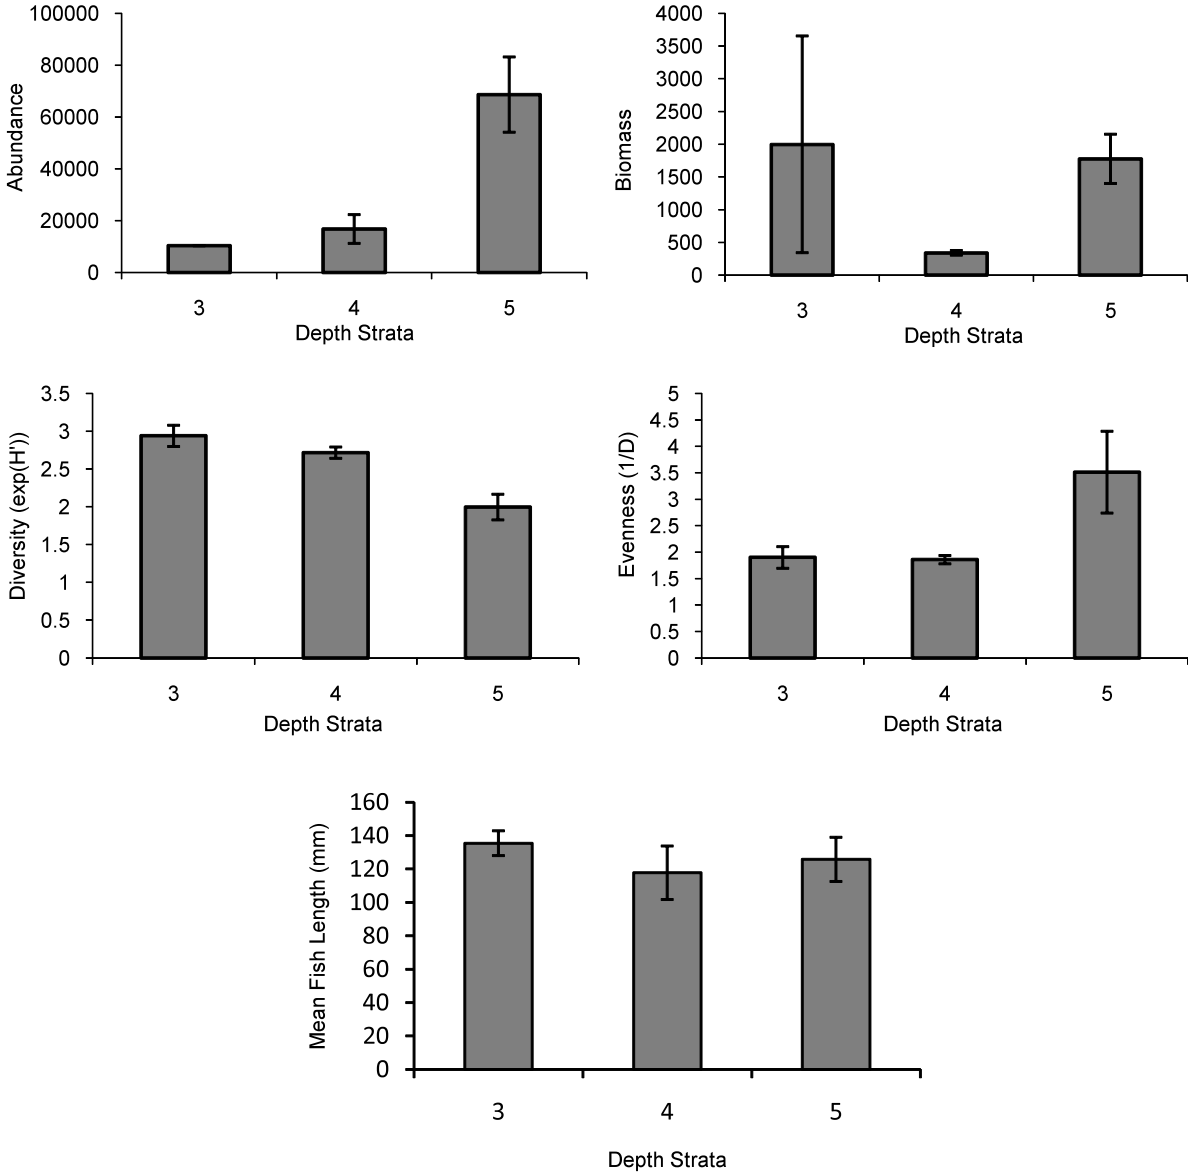 Abundance
100000
80000
60000
40000
20000
0
3 4 5
Depth Strata
Biomass
4000
3500
3000
2500
2000
1500
1000
500
0
3 4 5
Depth Strata
Diversity (exp(H'))
3.5
3
2.5
2
1.5
1
0.5
0
3 4 5
Depth Strata
Evenness (1/D)
5
4.5
4
3.5
3
2.5
2
1.5
1
0.5
0
3 4 5
Depth Strata
Mean Fish Length (mm)
160
140
120
100
80
60
40
20
0
3 4 5
Depth Strata